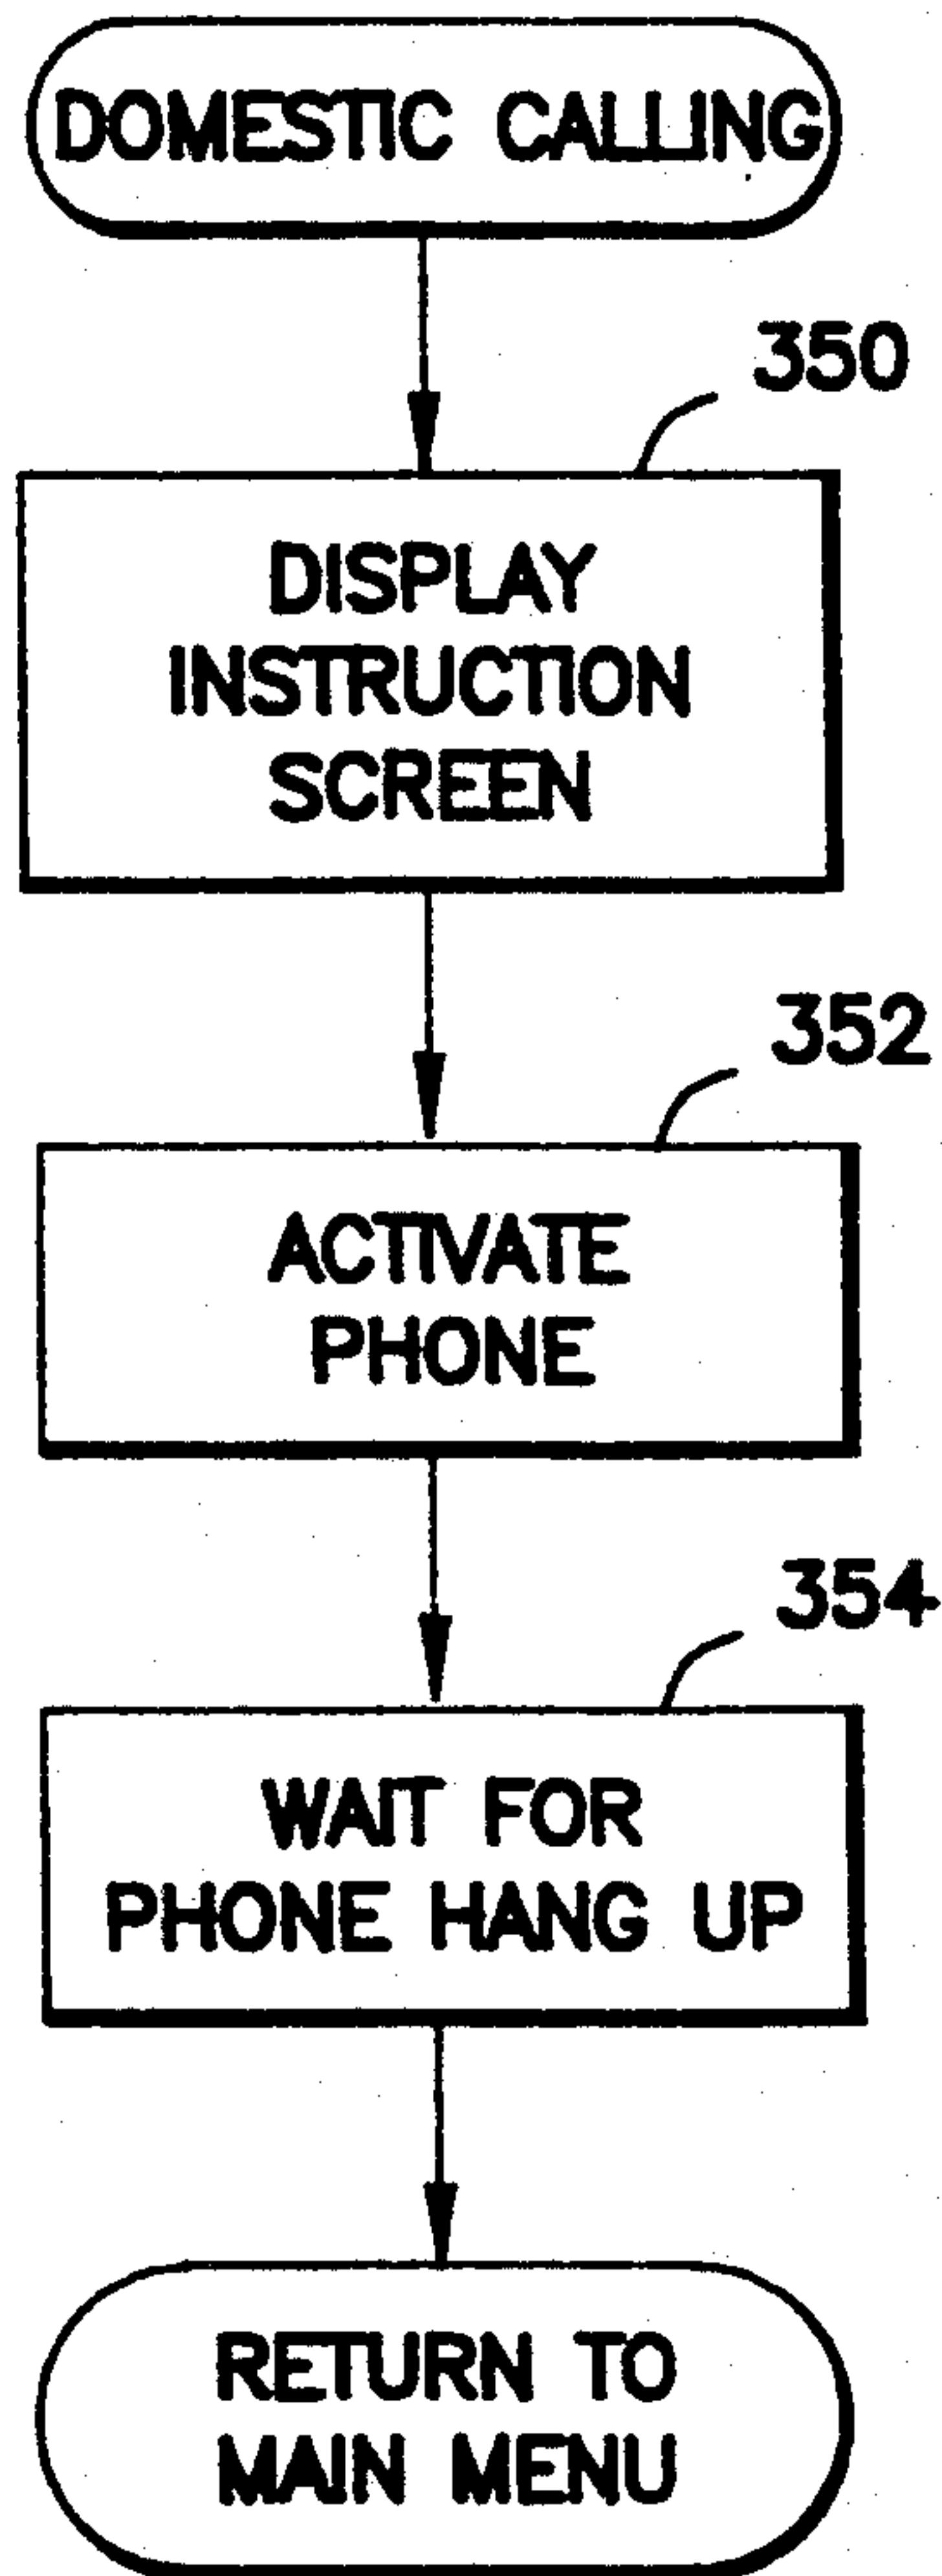 DOMESTIC CALLING
350
DISPLAY
INSTRUCTION
SCREEN
352
ACTIVATE
PHONE
354
WAIT FOR
PHONE HANG UP
RETURN TO
MAIN MENU